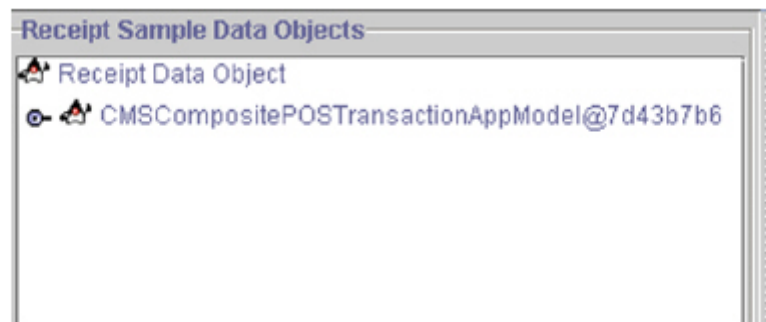 Receipt Sample Data Objects
Receipt Data Object
CMSCompositePOSTransactionAppModel@7d43b7b6